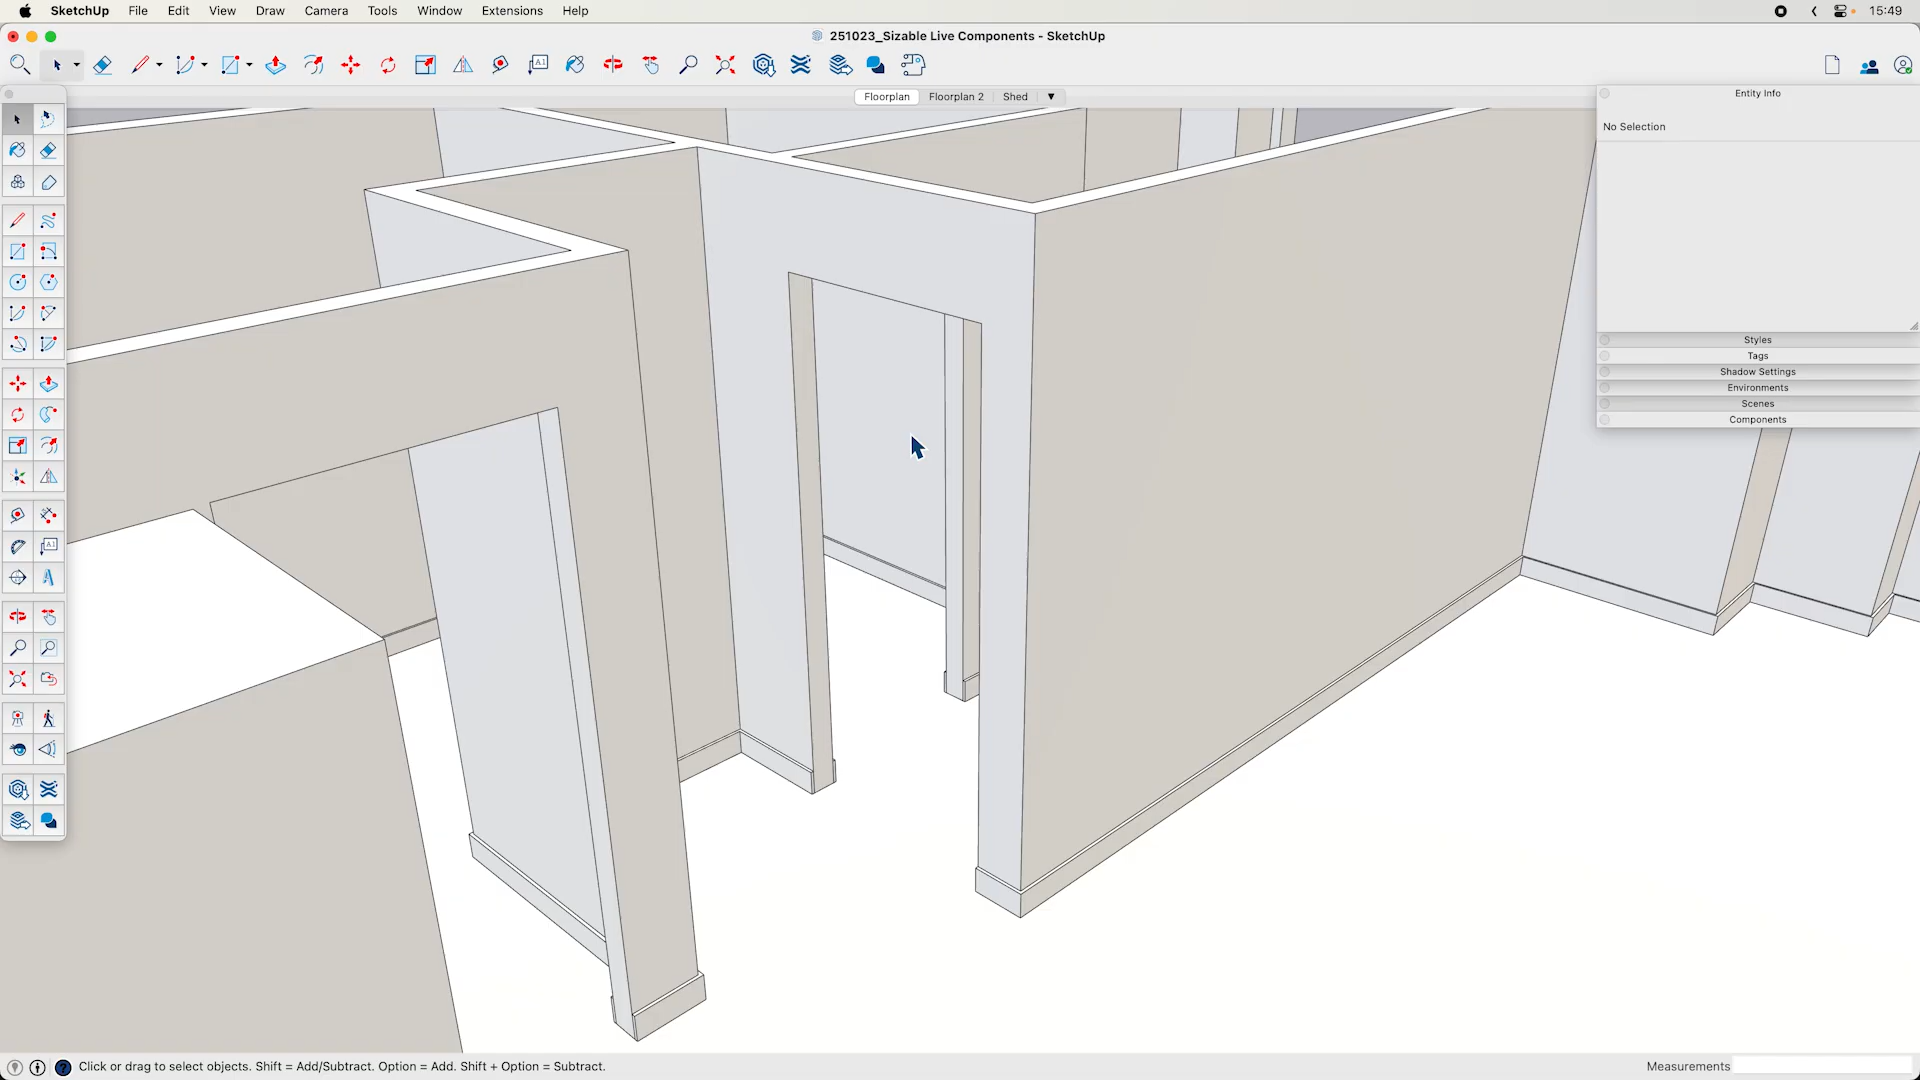 SketchUp File Edit View Draw Camera Tools Window Extensions Help 15:49
251023_Sizable Live Components - SketchUp
Floorplan Floorplan 2 Shed
Entity Info
No Selection
Styles
Tags
Shadow Settings
Environments
Scenes
Components
Click or drag to select objects. Shift = Add/Subtract. Option = Add. Shift + Option = Subtract.
Measurements